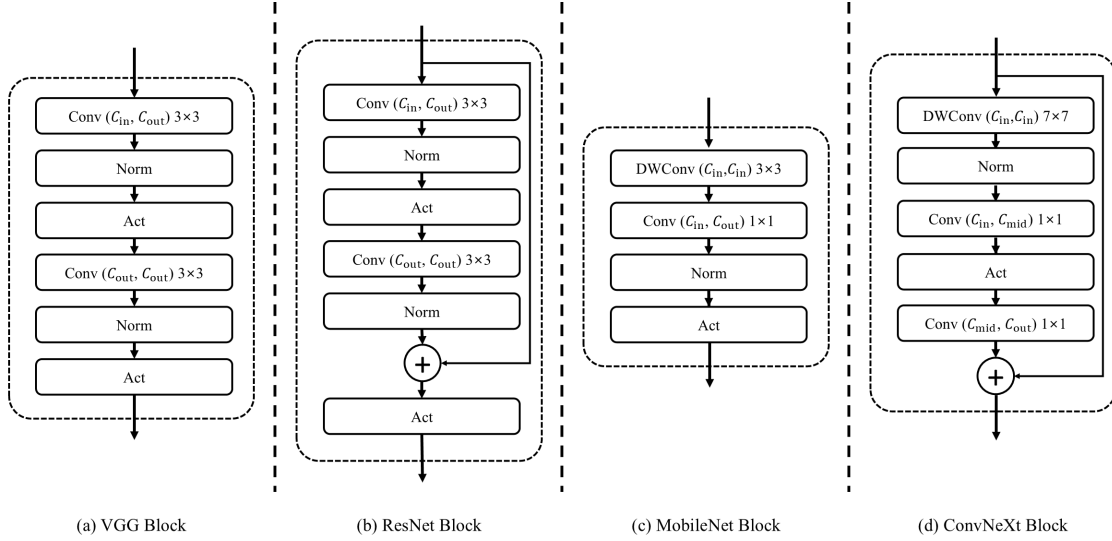 Conv (C_in, C_out) 3×3
Norm
Act
Conv (C_out, C_out) 3×3
Norm
Act
(a) VGG Block
Conv (C_in, C_out) 3×3
Norm
Act
Conv (C_out, C_out) 3×3
Norm
+
Act
(b) ResNet Block
DWConv (C_in,C_in) 3×3
Conv (C_in, C_out) 1×1
Norm
Act
(c) MobileNet Block
DWConv (C_in,C_in) 7×7
Norm
Conv (C_in, C_mid) 1×1
Act
Conv (C_mid, C_out) 1×1
+
(d) ConvNeXt Block